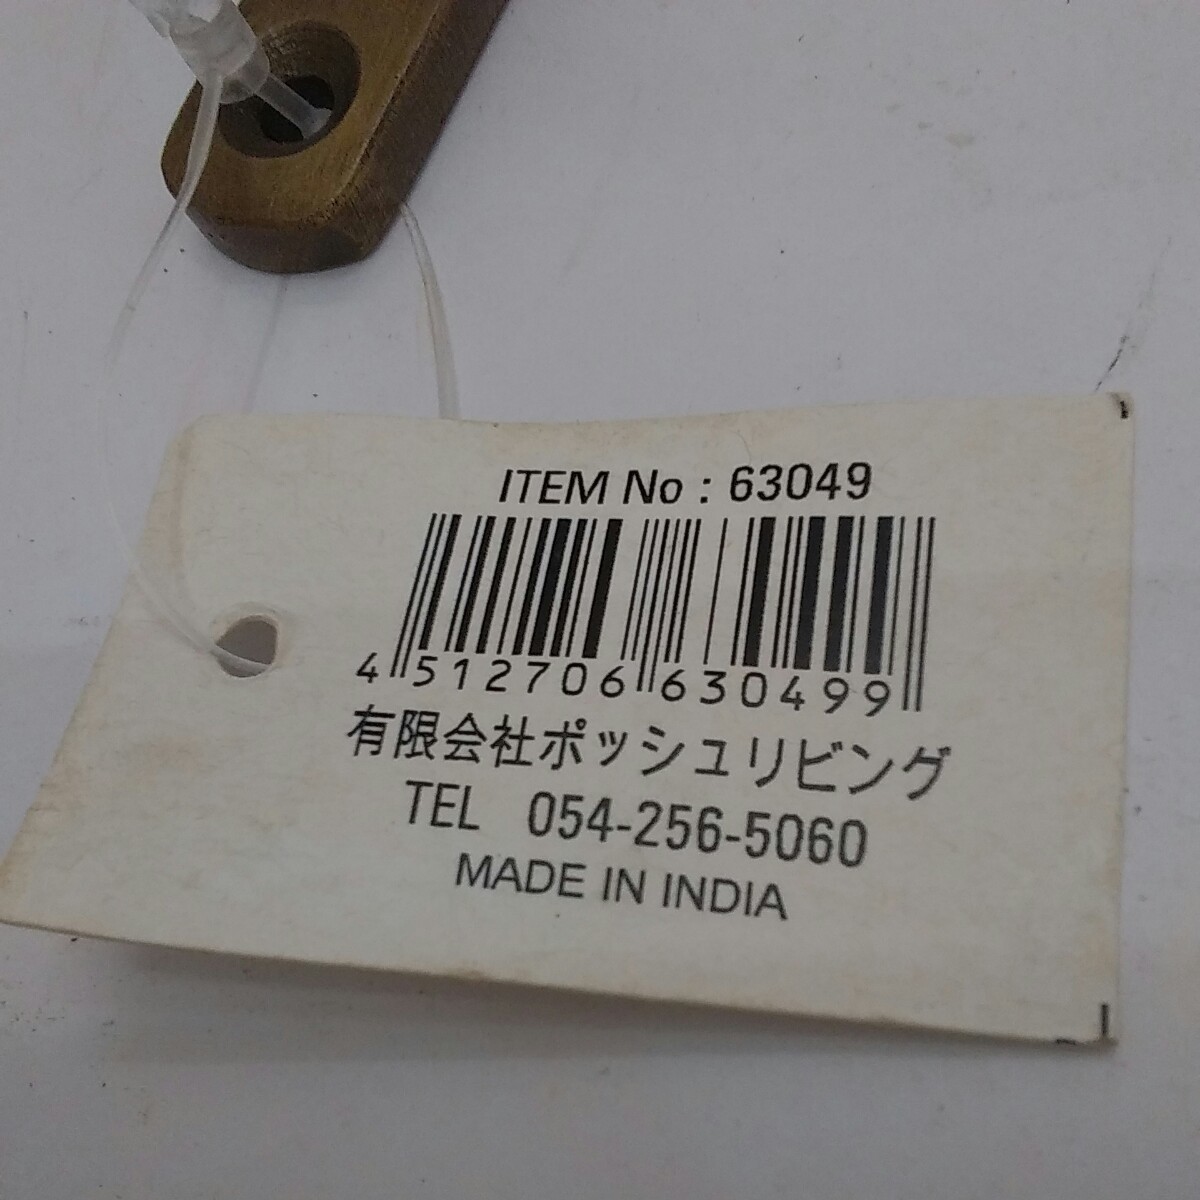 ITEM No : 63049
4 512706 630499
有限会社ポッシュリビング
TEL 054-256-5060
MADE IN INDIA